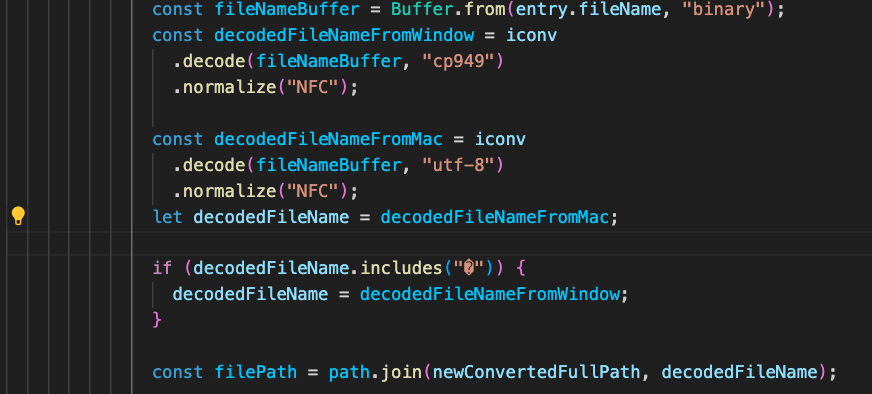 const fileNameBuffer = Buffer.from(entry.fileName, "binary");
const decodedFileNameFromWindow = iconv
.decode(fileNameBuffer, "cp949")
.normalize("NFC");
const decodedFileNameFromMac = iconv
.decode(fileNameBuffer, "utf-8")
.normalize("NFC");
let decodedFileName = decodedFileNameFromMac;
if (decodedFileName.includes("�")) {
decodedFileName = decodedFileNameFromWindow;
}
const filePath = path.join(newConvertedFullPath, decodedFileName);